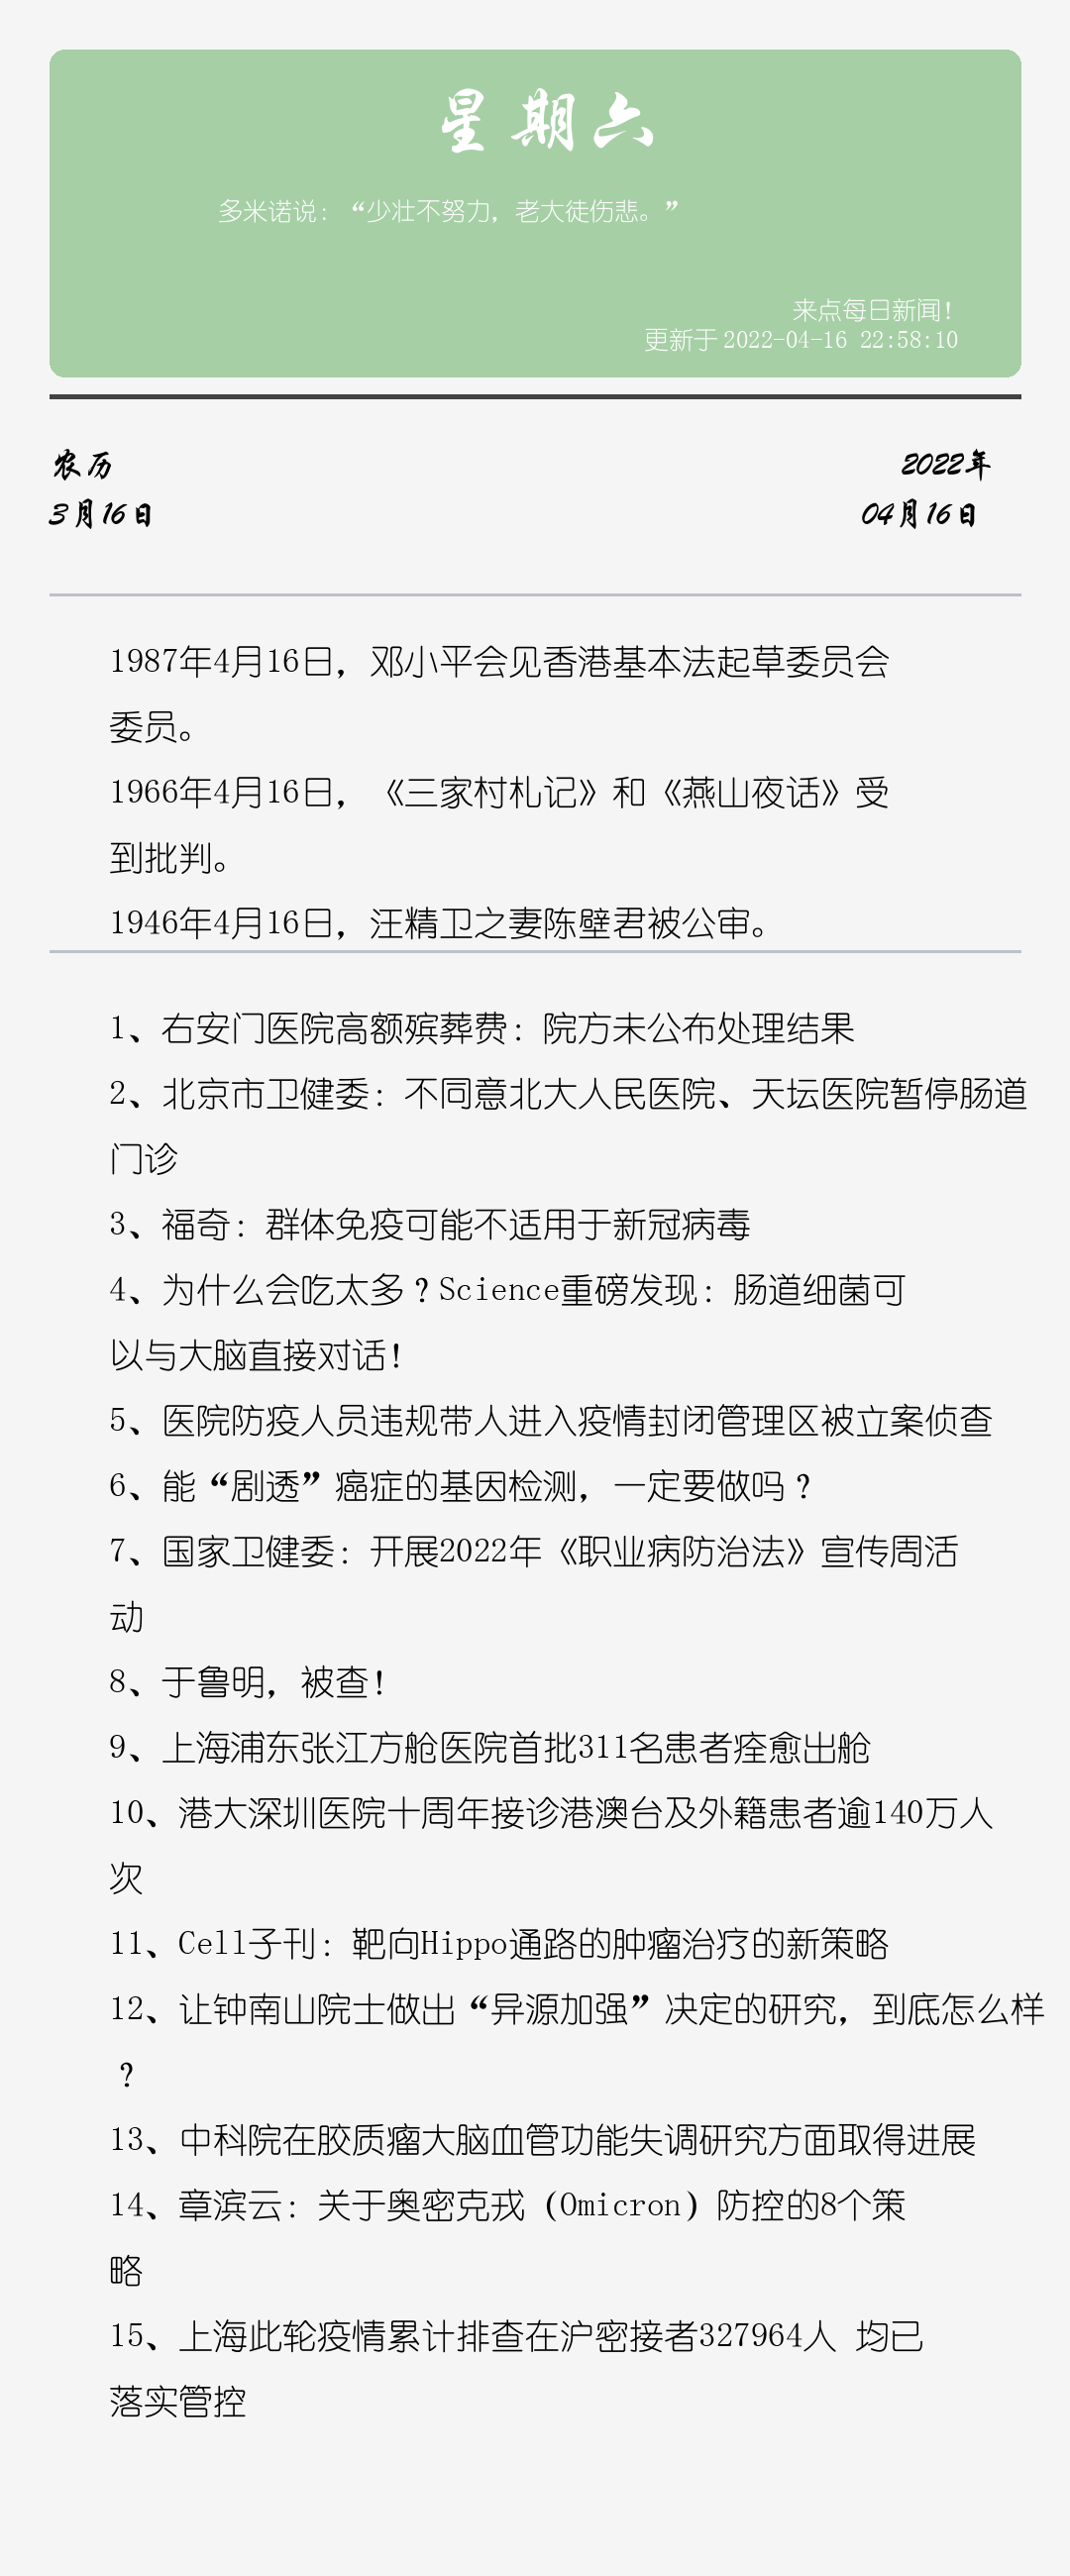 星期六
多米诺说：“少壮不努力，老大徒伤悲。”
来点每日新闻！
更新于 2022-04-16 22:58:10
农历
2022年
3月16日
04月16日
1987年4月16日，邓小平会见香港基本法起草委员会
委员。
1966年4月16日，《三家村札记》和《燕山夜话》受
到批判。
1946年4月16日，汪精卫之妻陈壁君被公审。
1、右安门医院高额殡葬费：院方未公布处理结果
2、北京市卫健委：不同意北大人民医院、天坛医院暂停肠道
门诊
3、福奇：群体免疫可能不适用于新冠病毒
4、为什么会吃太多？Science重磅发现：肠道细菌可
以与大脑直接对话！
5、医院防疫人员违规带人进入疫情封闭管理区被立案侦查
6、能“剧透”癌症的基因检测，一定要做吗？
7、国家卫健委：开展2022年《职业病防治法》宣传周活
动
8、于鲁明，被查！
9、上海浦东张江方舱医院首批311名患者痊愈出舱
10、港大深圳医院十周年接诊港澳台及外籍患者逾140万人
次
11、Cell子刊：靶向Hippo通路的肿瘤治疗的新策略
12、让钟南山院士做出“异源加强”决定的研究，到底怎么样
？
13、中科院在胶质瘤大脑血管功能失调研究方面取得进展
14、章滨云：关于奥密克戎（Omicron）防控的8个策
略
15、上海此轮疫情累计排查在沪密接者327964人 均已
落实管控